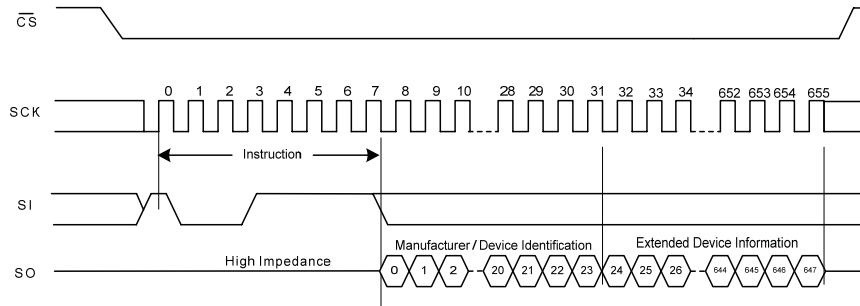 CS
0 1 2 3 4 5 6 7 8 9 10 28 29 30 31 32 33 34 652 653 654 655
SCK
Instruction
SI
Manufacturer / Device Identification Extended Device Information
High Impedance
SO 0 1 2 20 21 22 23 24 25 26 644 645 646 647